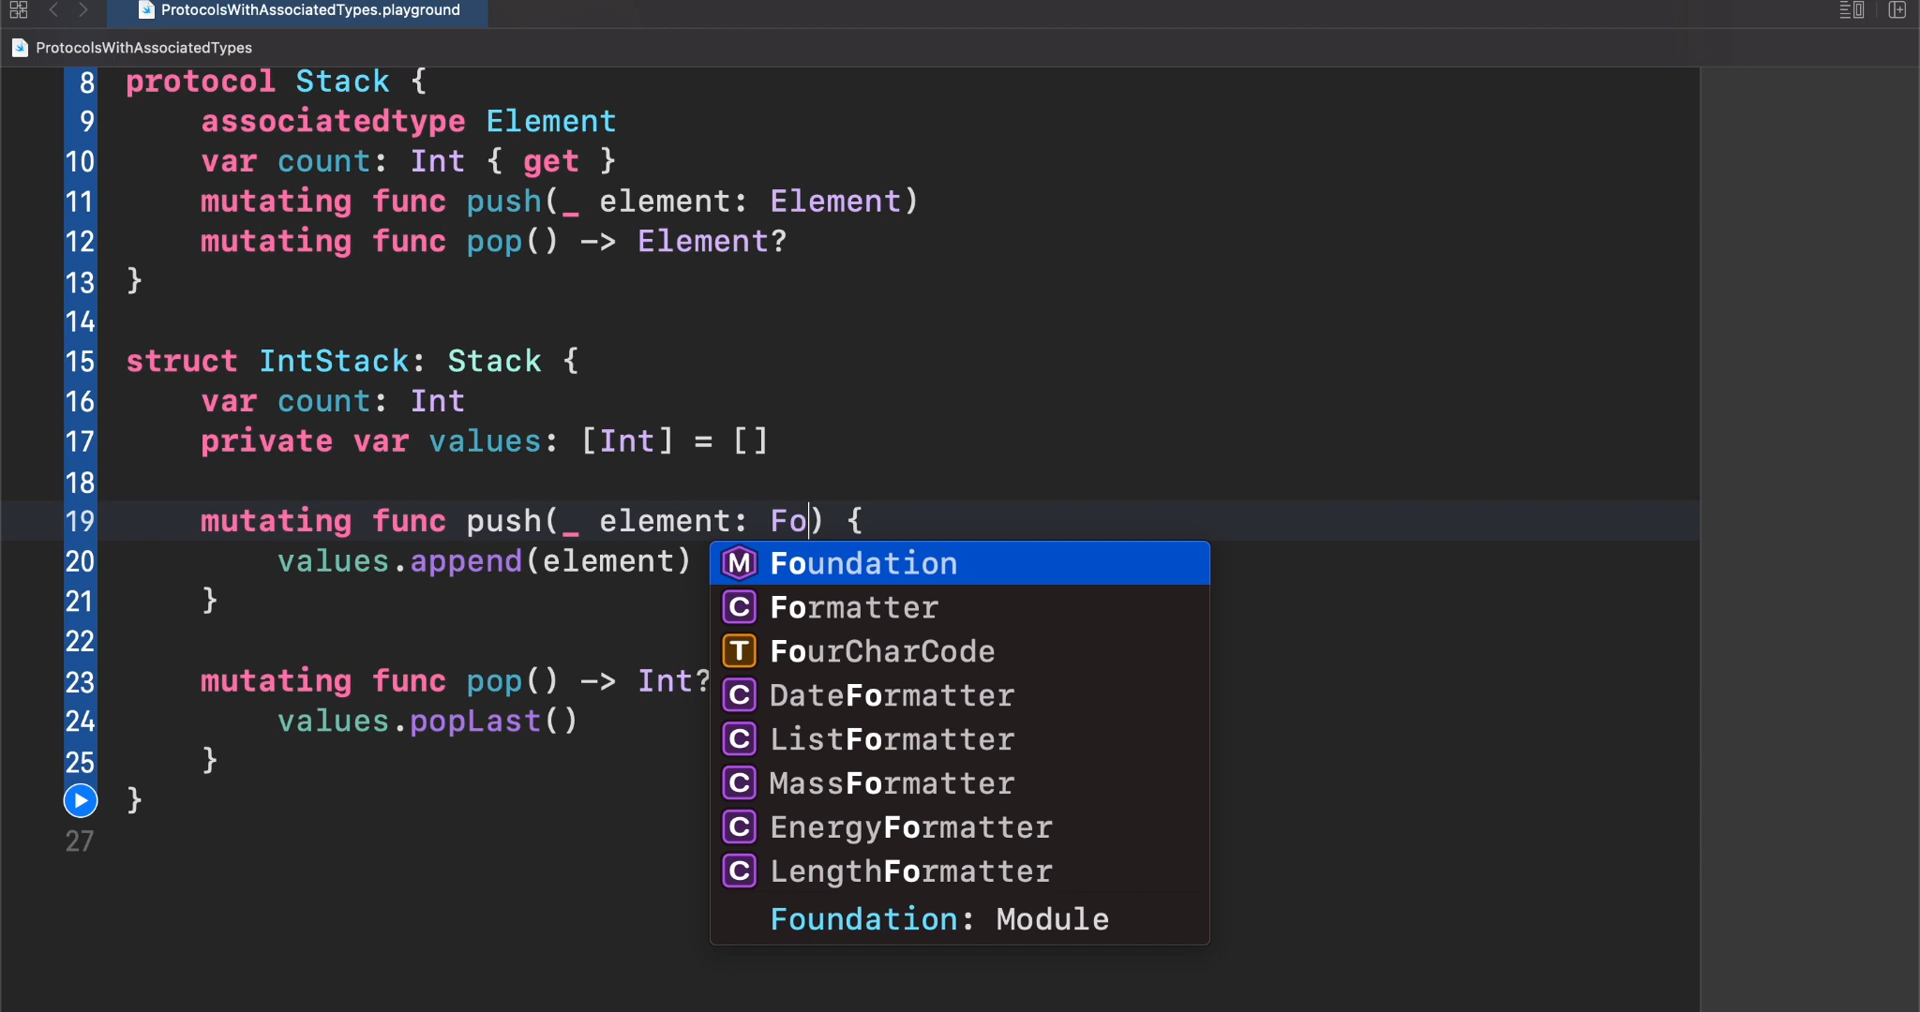 ProtocolsWithAssociatedTypes.playground
ProtocolsWithAssociatedTypes
8 protocol Stack {
9 associatedtype Element
10 var count: Int { get }
11 mutating func push(_ element: Element)
12 mutating func pop() -> Element?
13 }
14
15 struct IntStack: Stack {
16 var count: Int
17 private var values: [Int] = []
18
19 mutating func push(_ element: Fo) {
20 values.append(element)
21 }
22
23 mutating func pop() -> Int?
24 values.popLast()
25 }
}
27
M Foundation
C Formatter
T FourCharCode
C DateFormatter
C ListFormatter
C MassFormatter
C EnergyFormatter
C LengthFormatter
Foundation: Module